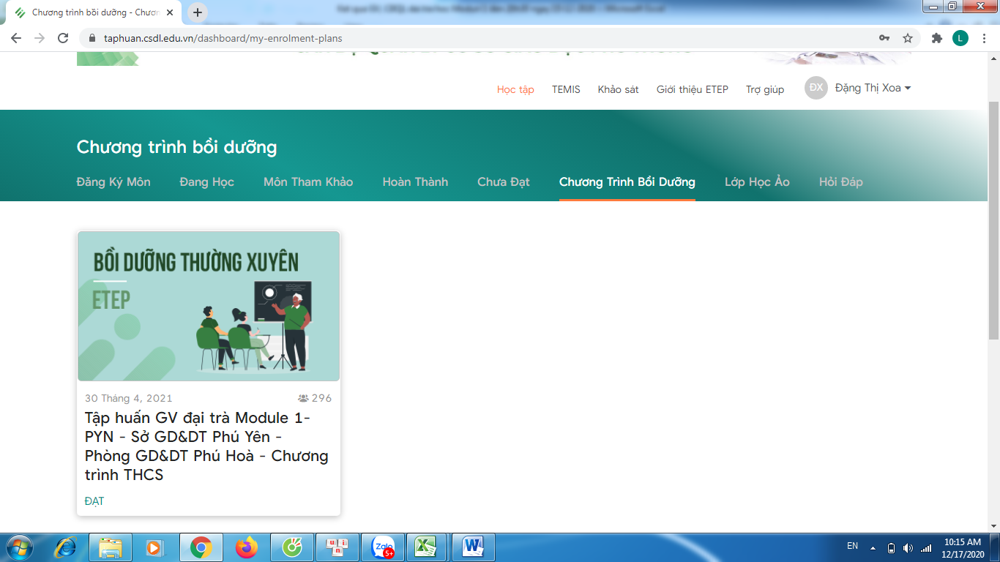 Chương trình bồi dưỡng - Chươn
taphuan.csdl.edu.vn/dashboard/my-enrolment-plans
L
Học tập TEMIS Khảo sát Giới thiệu ETEP Trợ giúp ĐX Đặng Thị Xoa
Chương trình bồi dưỡng
Đăng Ký Môn Đang Học Môn Tham Khảo Hoàn Thành Chưa Đạt Chương Trình Bồi Dưỡng Lớp Học Ảo Hỏi Đáp
BỒI DƯỠNG THƯỜNG XUYÊN
ETEP
30 Tháng 4, 2021 296
Tập huấn GV đại trà Module 1-
PYN - Sở GD&DT Phú Yên -
Phòng GD&DT Phú Hoà - Chương
trình THCS
ĐẠT
Zalo 5+
EN 10:15 AM
12/17/2020